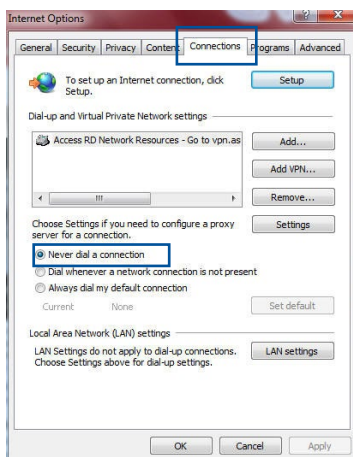 Internet Options
General Security Privacy Content Connections Programs Advanced
To set up an Internet connection, click
Setup.
Setup
Dial-up and Virtual Private Network settings
Access RD Network Resources - Go to vpn.as
Add...
Add VPN...
Remove...
Choose Settings if you need to configure a proxy
server for a connection.
Settings
Never dial a connection
Dial whenever a network connection is not present
Always dial my default connection
Current None
Set default
Local Area Network (LAN) settings
LAN Settings do not apply to dial-up connections.
Choose Settings above for dial-up settings.
LAN settings
OK Cancel Apply